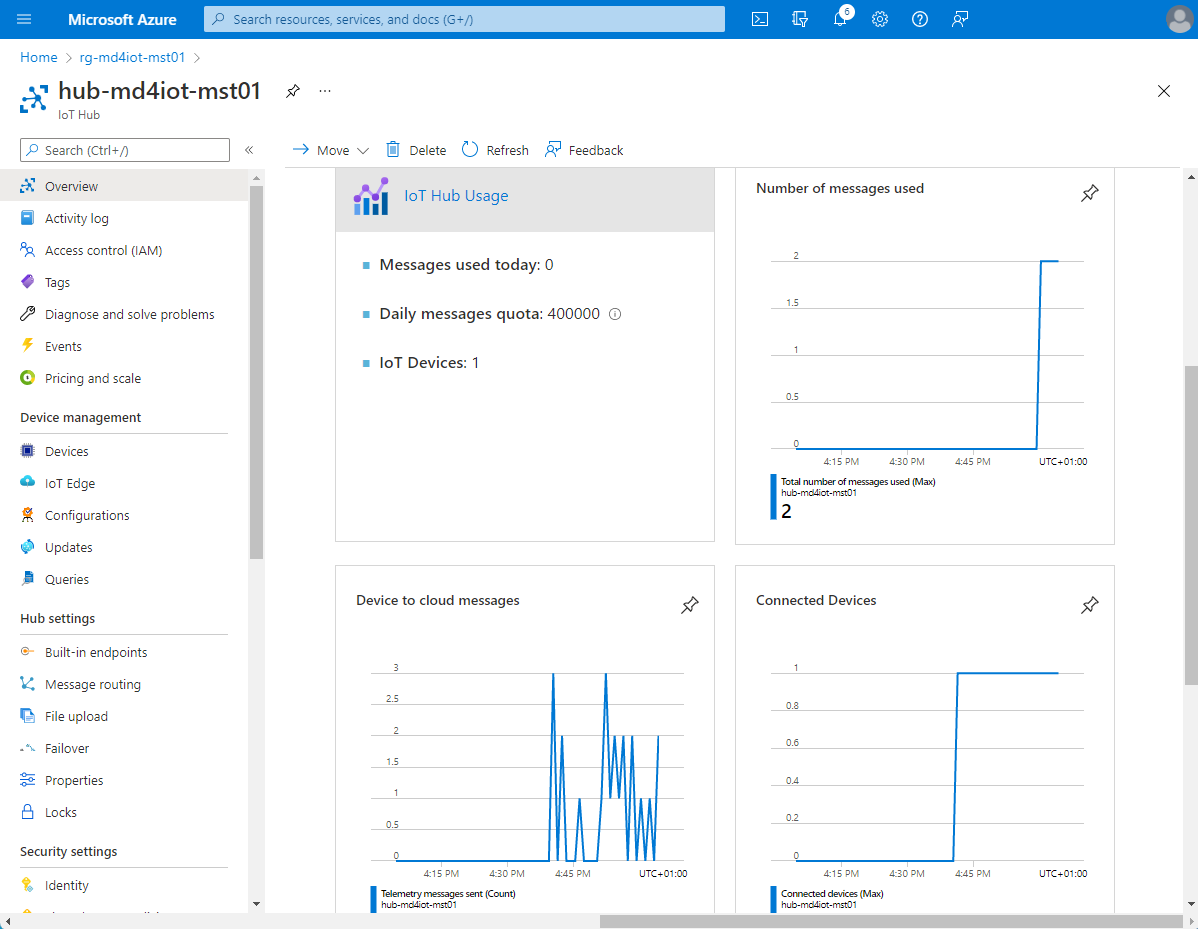 Microsoft Azure
Search resources, services, and docs (G+/)
6
Home > rg-md4iot-mst01 >
hub-md4iot-mst01
...
IoT Hub
Search (Ctrl+/)
«
Move
Delete
Refresh
Feedback
Overview
Activity log
Access control (IAM)
Tags
Diagnose and solve problems
Events
Pricing and scale
Device management
Devices
IoT Edge
Configurations
Updates
Queries
Hub settings
Built-in endpoints
Message routing
File upload
Failover
Properties
Locks
Security settings
Identity
IoT Hub Usage
Messages used today: 0
Daily messages quota: 400000
IoT Devices: 1
Number of messages used
2
1.5
1
0.5
0
4:15 PM 4:30 PM 4:45 PM UTC+01:00
Total number of messages used (Max)
hub-md4iot-mst01
2
Device to cloud messages
3
2.5
2
1.5
1
0.5
0
4:15 PM 4:30 PM 4:45 PM UTC+01:00
Telemetry messages sent (Count)
hub-md4iot-mst01
Connected Devices
1
0.8
0.6
0.4
0.2
0
4:15 PM 4:30 PM 4:45 PM UTC+01:00
Connected devices (Max)
hub-md4iot-mst01